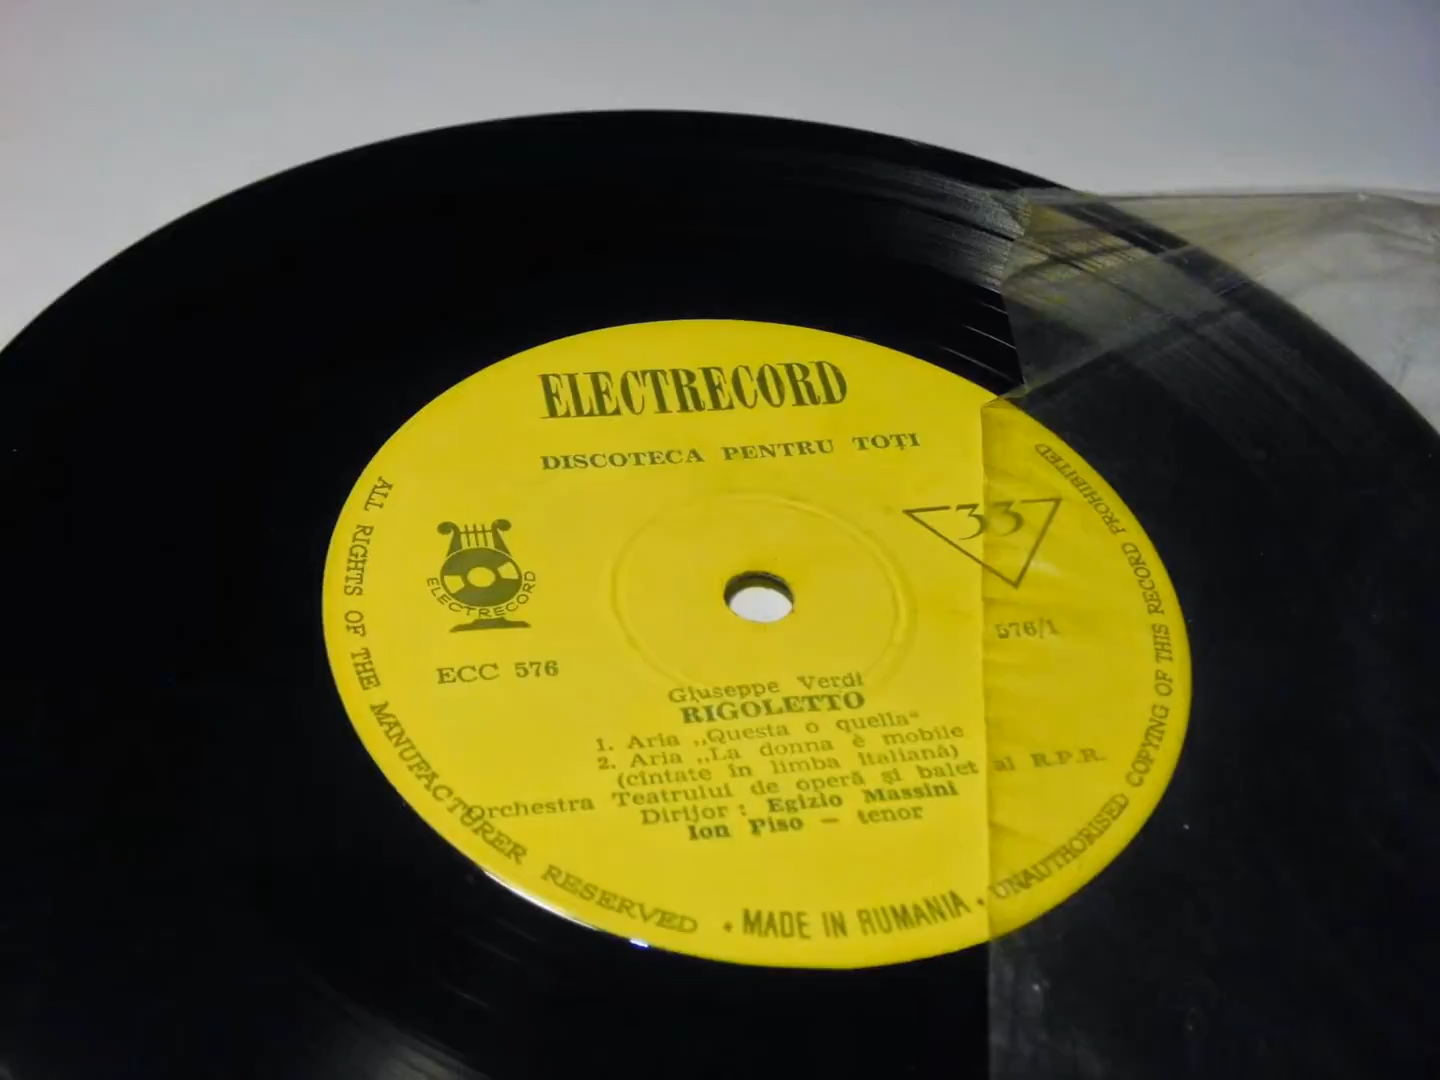 ELECTRECORD
DISCOTECA PENTRU TOȚI
33
ELECTRECORD
ECC 576
576/1
Giuseppe Verdi
RIGOLETTO
1. Aria „Questa o quella“
2. Aria „La donna è mobile
(cîntate în limba italiană)
Orchestra Teatrului de operă și balet al R.P.R.
Dirijor : Egizio Massini
Ion Piso — tenor
ALL RIGHTS OF THE MANUFACTURER RESERVED • MADE IN RUMANIA • UNAUTHORISED COPYING OF THIS RECORD PROHIBITED